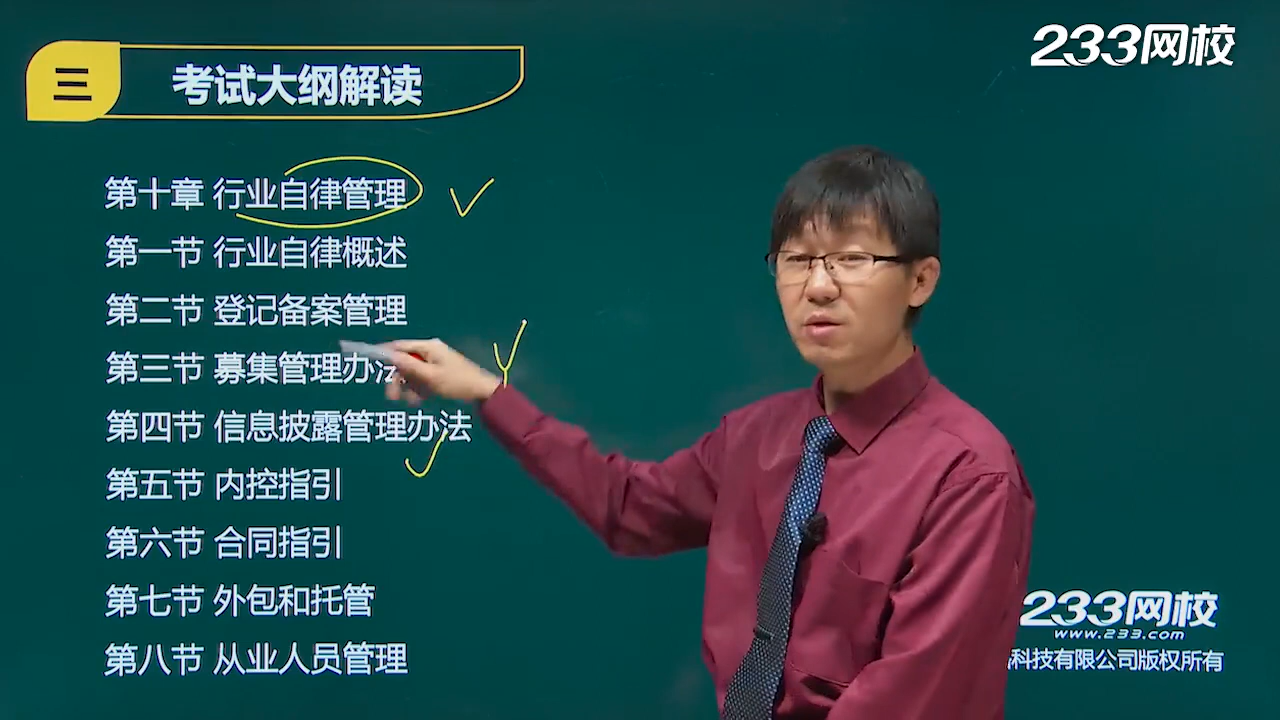 233网校
三 考试大纲解读
第十章 行业自律管理
第一节 行业自律概述
第二节 登记备案管理
第三节 募集管理办法
第四节 信息披露管理办法
第五节 内控指引
第六节 合同指引
第七节 外包和托管
第八节 从业人员管理
233网校
www.233.com
科技有限公司版权所有